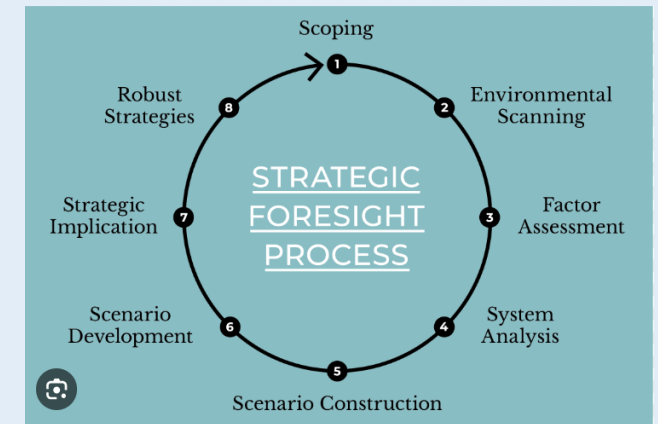 Scoping
1
2
Environmental
Scanning
3
Factor
Assessment
4
System
Analysis
5
Scenario Construction
6
Scenario
Development
7
Strategic
Implication
8
Robust
Strategies
STRATEGIC
FORESIGHT
PROCESS